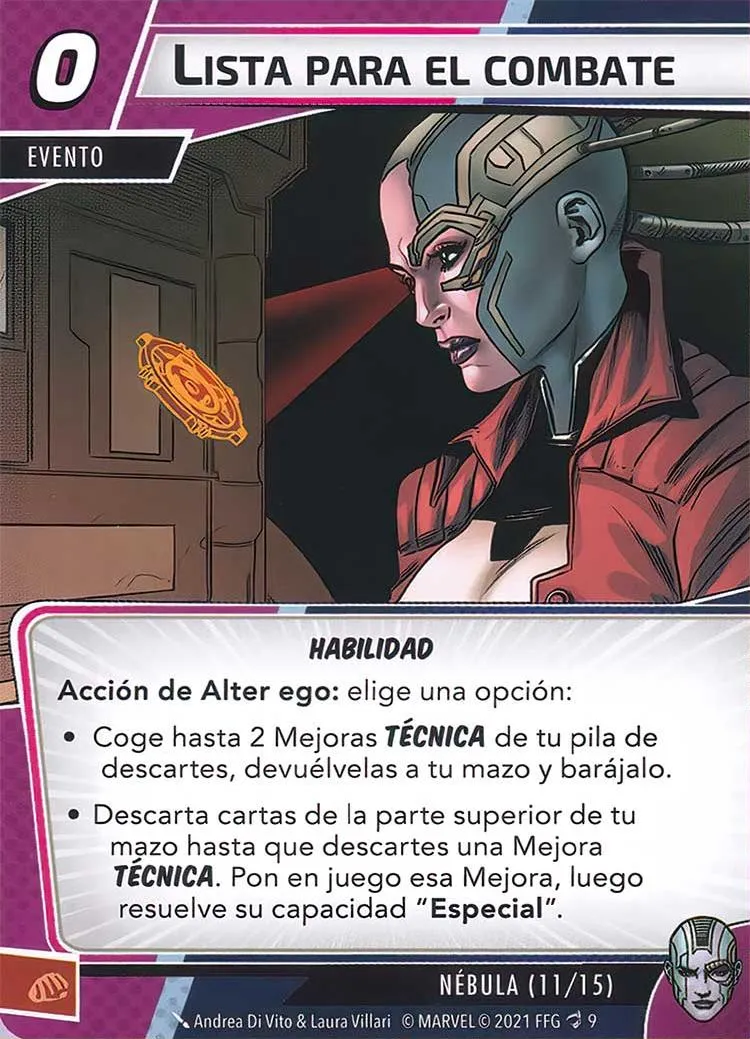 0
LISTA PARA EL COMBATE
EVENTO
HABILIDAD
Acción de Alter ego: elige una opción:
• Coge hasta 2 Mejoras TÉCNICA de tu pila de
descartes, devuélvelas a tu mazo y barájalo.
• Descarta cartas de la parte superior de tu
mazo hasta que descartes una Mejora
TÉCNICA. Pon en juego esa Mejora, luego
resuelve su capacidad "Especial".
NÉBULA (11/15)
Andrea Di Vito & Laura Villari © MARVEL © 2021 FFG 9